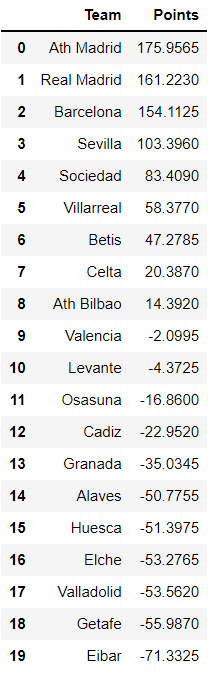 Team Points
0 Ath Madrid 175.9565
1 Real Madrid 161.2230
2 Barcelona 154.1125
3 Sevilla 103.3960
4 Sociedad 83.4090
5 Villarreal 58.3770
6 Betis 47.2785
7 Celta 20.3870
8 Ath Bilbao 14.3920
9 Valencia -2.0995
10 Levante -4.3725
11 Osasuna -16.8600
12 Cadiz -22.9520
13 Granada -35.0345
14 Alaves -50.7755
15 Huesca -51.3975
16 Elche -53.2765
17 Valladolid -53.5620
18 Getafe -55.9870
19 Eibar -71.3325